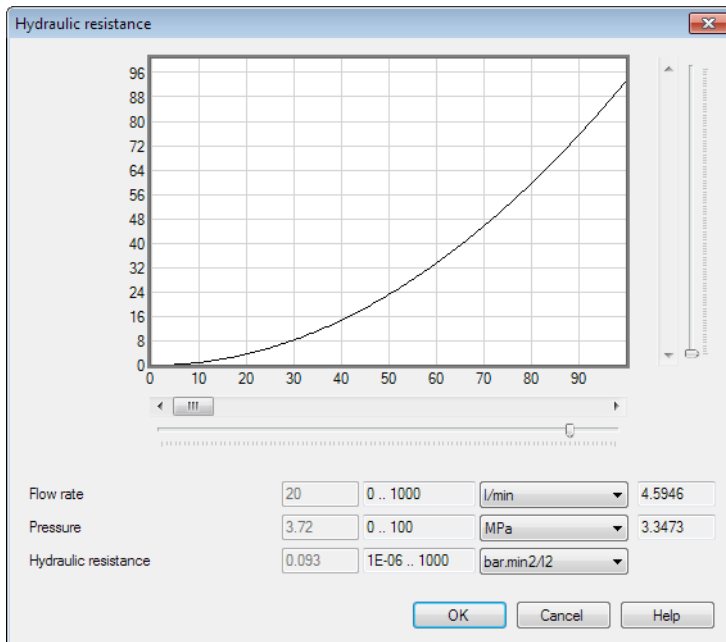 Hydraulic resistance
96
88
80
72
64
56
48
40
32
24
16
8
0
0 10 20 30 40 50 60 70 80 90
Flow rate 20 0 .. 1000 l/min 4.5946
Pressure 3.72 0 .. 100 MPa 3.3473
Hydraulic resistance 0.093 1E-06 .. 1000 bar.min2/l2
OK Cancel Help